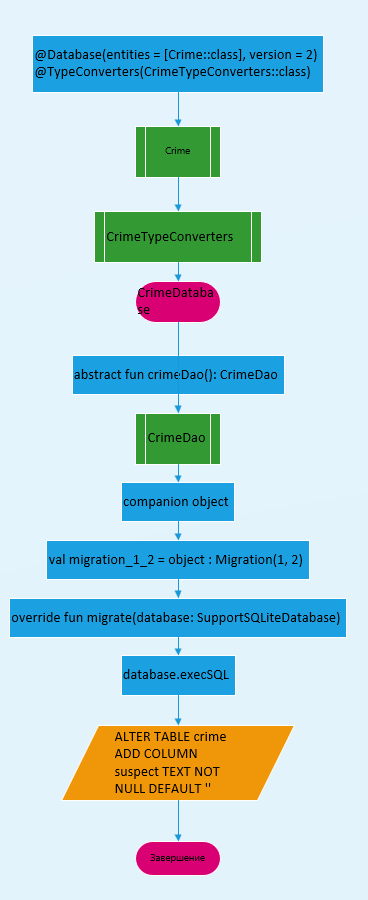 @Database(entities = [Crime::class], version = 2)
@TypeConverters(CrimeTypeConverters::class)
Crime
CrimeTypeConverters
CrimeDataba
se
abstract fun crimeDao(): CrimeDao
CrimeDao
companion object
val migration_1_2 = object : Migration(1, 2)
override fun migrate(database: SupportSQLiteDatabase)
database.execSQL
ALTER TABLE crime
ADD COLUMN
suspect TEXT NOT
NULL DEFAULT ''
Завершение